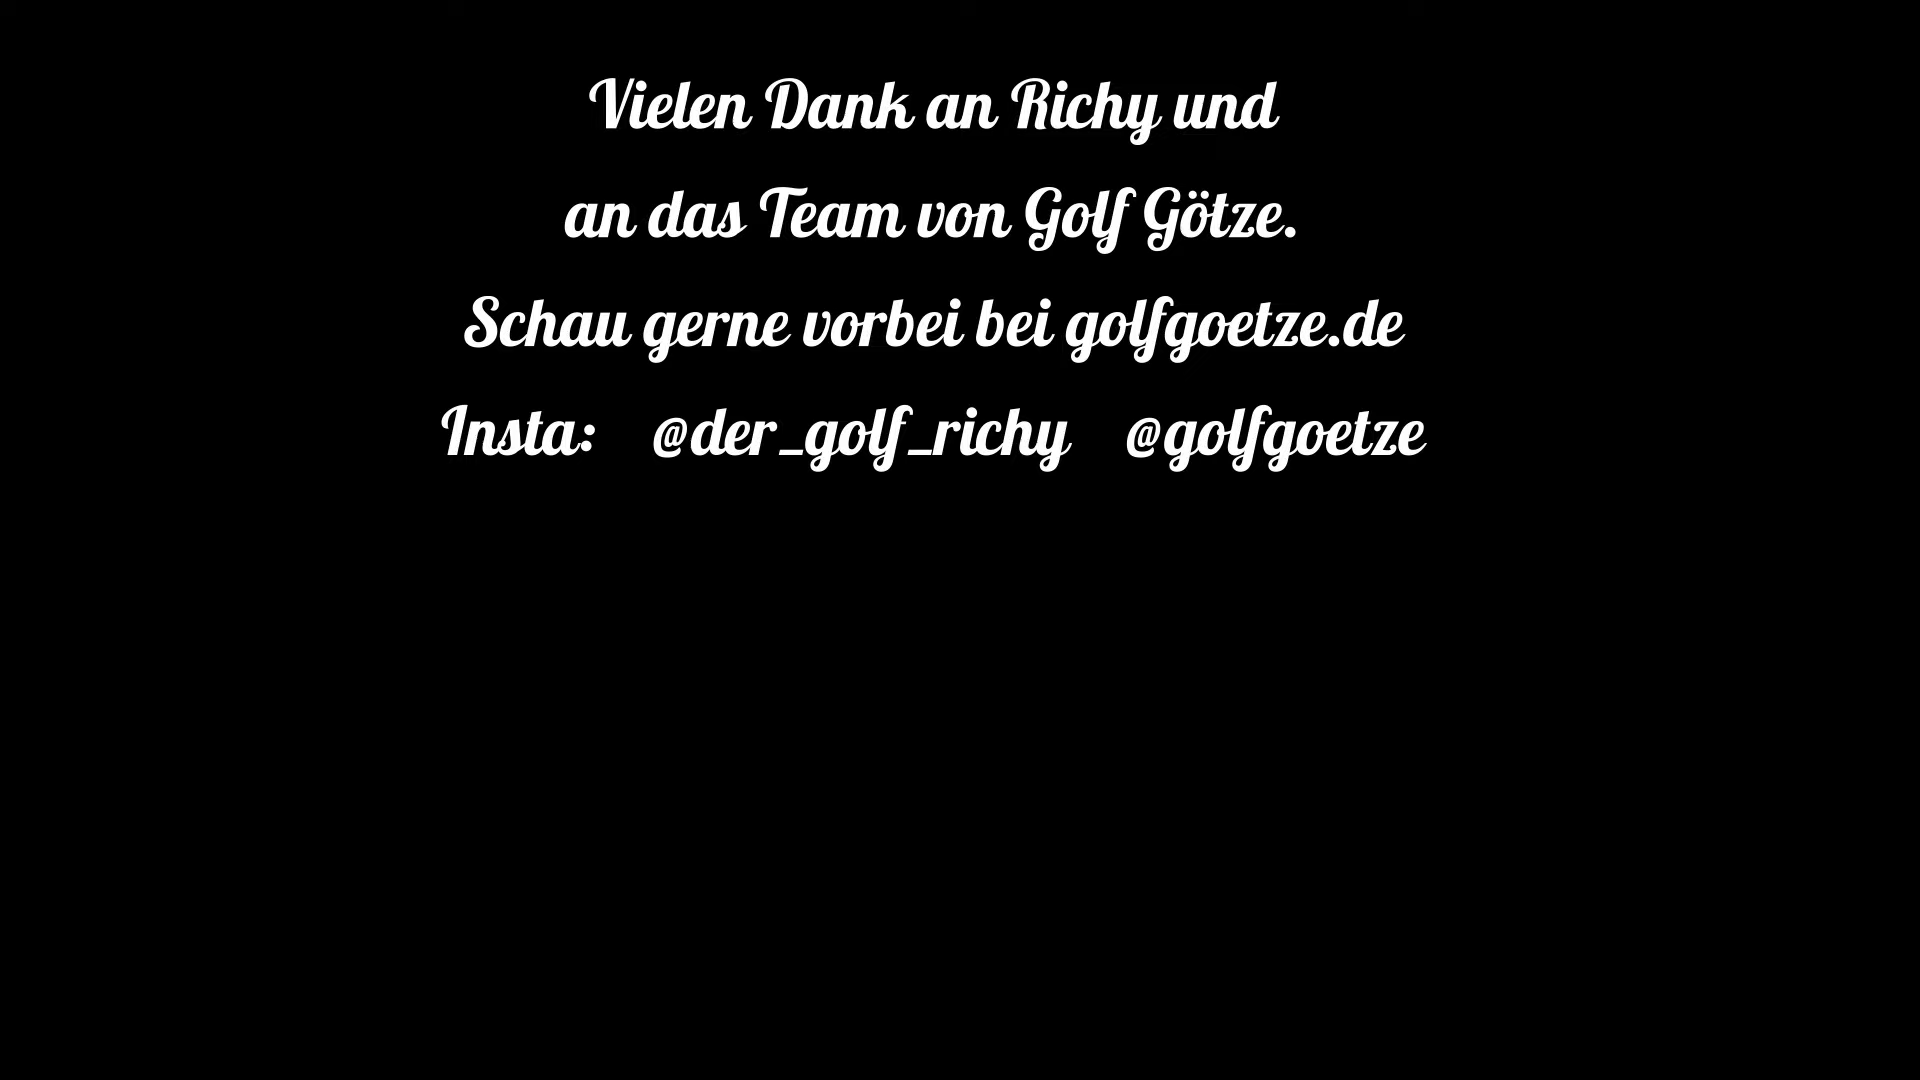 Vielen Dank an Richy und
an das Team von Golf Götze.
Schau gerne vorbei bei golfgoetze.de
Insta: @der_golf_richy @golfgoetze